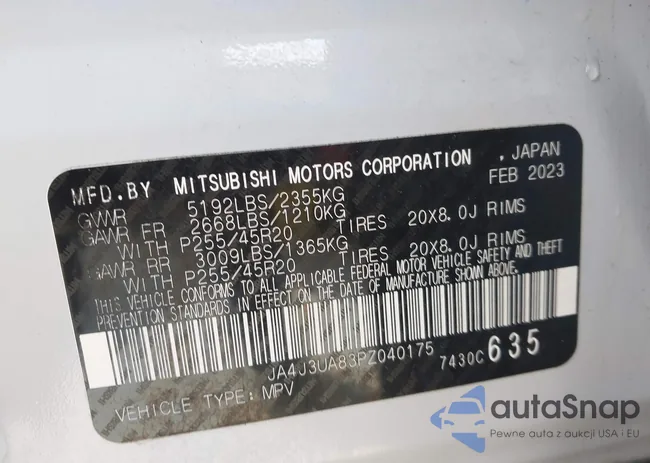 MFD.BY MITSUBISHI MOTORS CORPORATION , JAPAN
FEB 2023
GVWR 5192LBS/2355KG
GAWR FR 2668LBS/1210KG
WITH P255/45R20 TIRES 20X8.0J RIMS
GAWR RR 3009LBS/1365KG
WITH P255/45R20 TIRES 20X8.0J RIMS
THIS VEHICLE CONFORMS TO ALL APPLICABLE FEDERAL MOTOR VEHICLE SAFETY AND THEFT
PREVENTION STANDARDS IN EFFECT ON THE DATE OF MANUFACTURE SHOWN ABOVE.
JA4J3UA83PZ040175 7430C 635
VEHICLE TYPE: MPV
autaSnap
Pewne auta z aukcji USA i EU